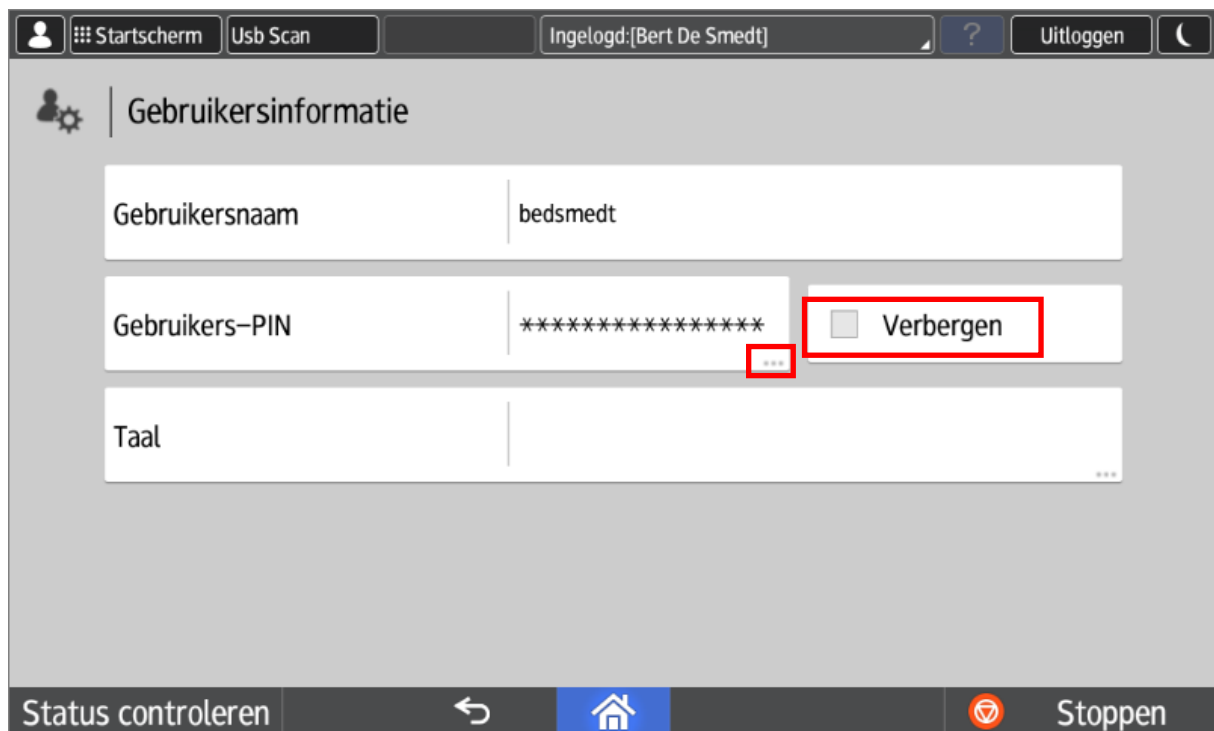 Startscherm Usb Scan Ingelogd:[Bert De Smedt] ? Uitloggen
Gebruikersinformatie
Gebruikersnaam bedsmedt
Gebruikers-PIN **************** Verbergen
...
Taal
...
Status controleren Stoppen